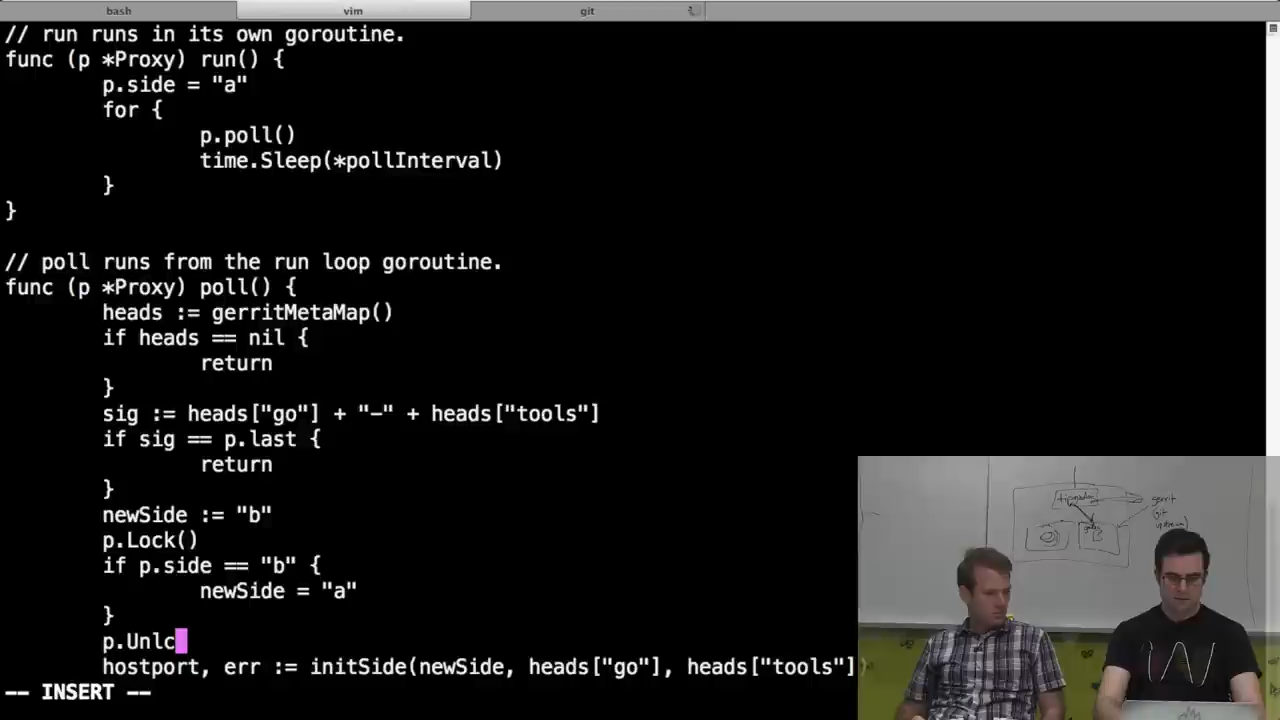 bash vim git
// run runs in its own goroutine.
func (p *Proxy) run() {
p.side = "a"
for {
p.poll()
time.Sleep(*pollInterval)
}
}
// poll runs from the run loop goroutine.
func (p *Proxy) poll() {
heads := gerritMetaMap()
if heads == nil {
return
}
sig := heads["go"] + "-" + heads["tools"]
if sig == p.last {
return
}
newSide := "b"
p.Lock()
if p.side == "b" {
newSide = "a"
}
p.Unlc
hostport, err := initSide(newSide, heads["go"], heads["tools"]
-- INSERT --
gerrit